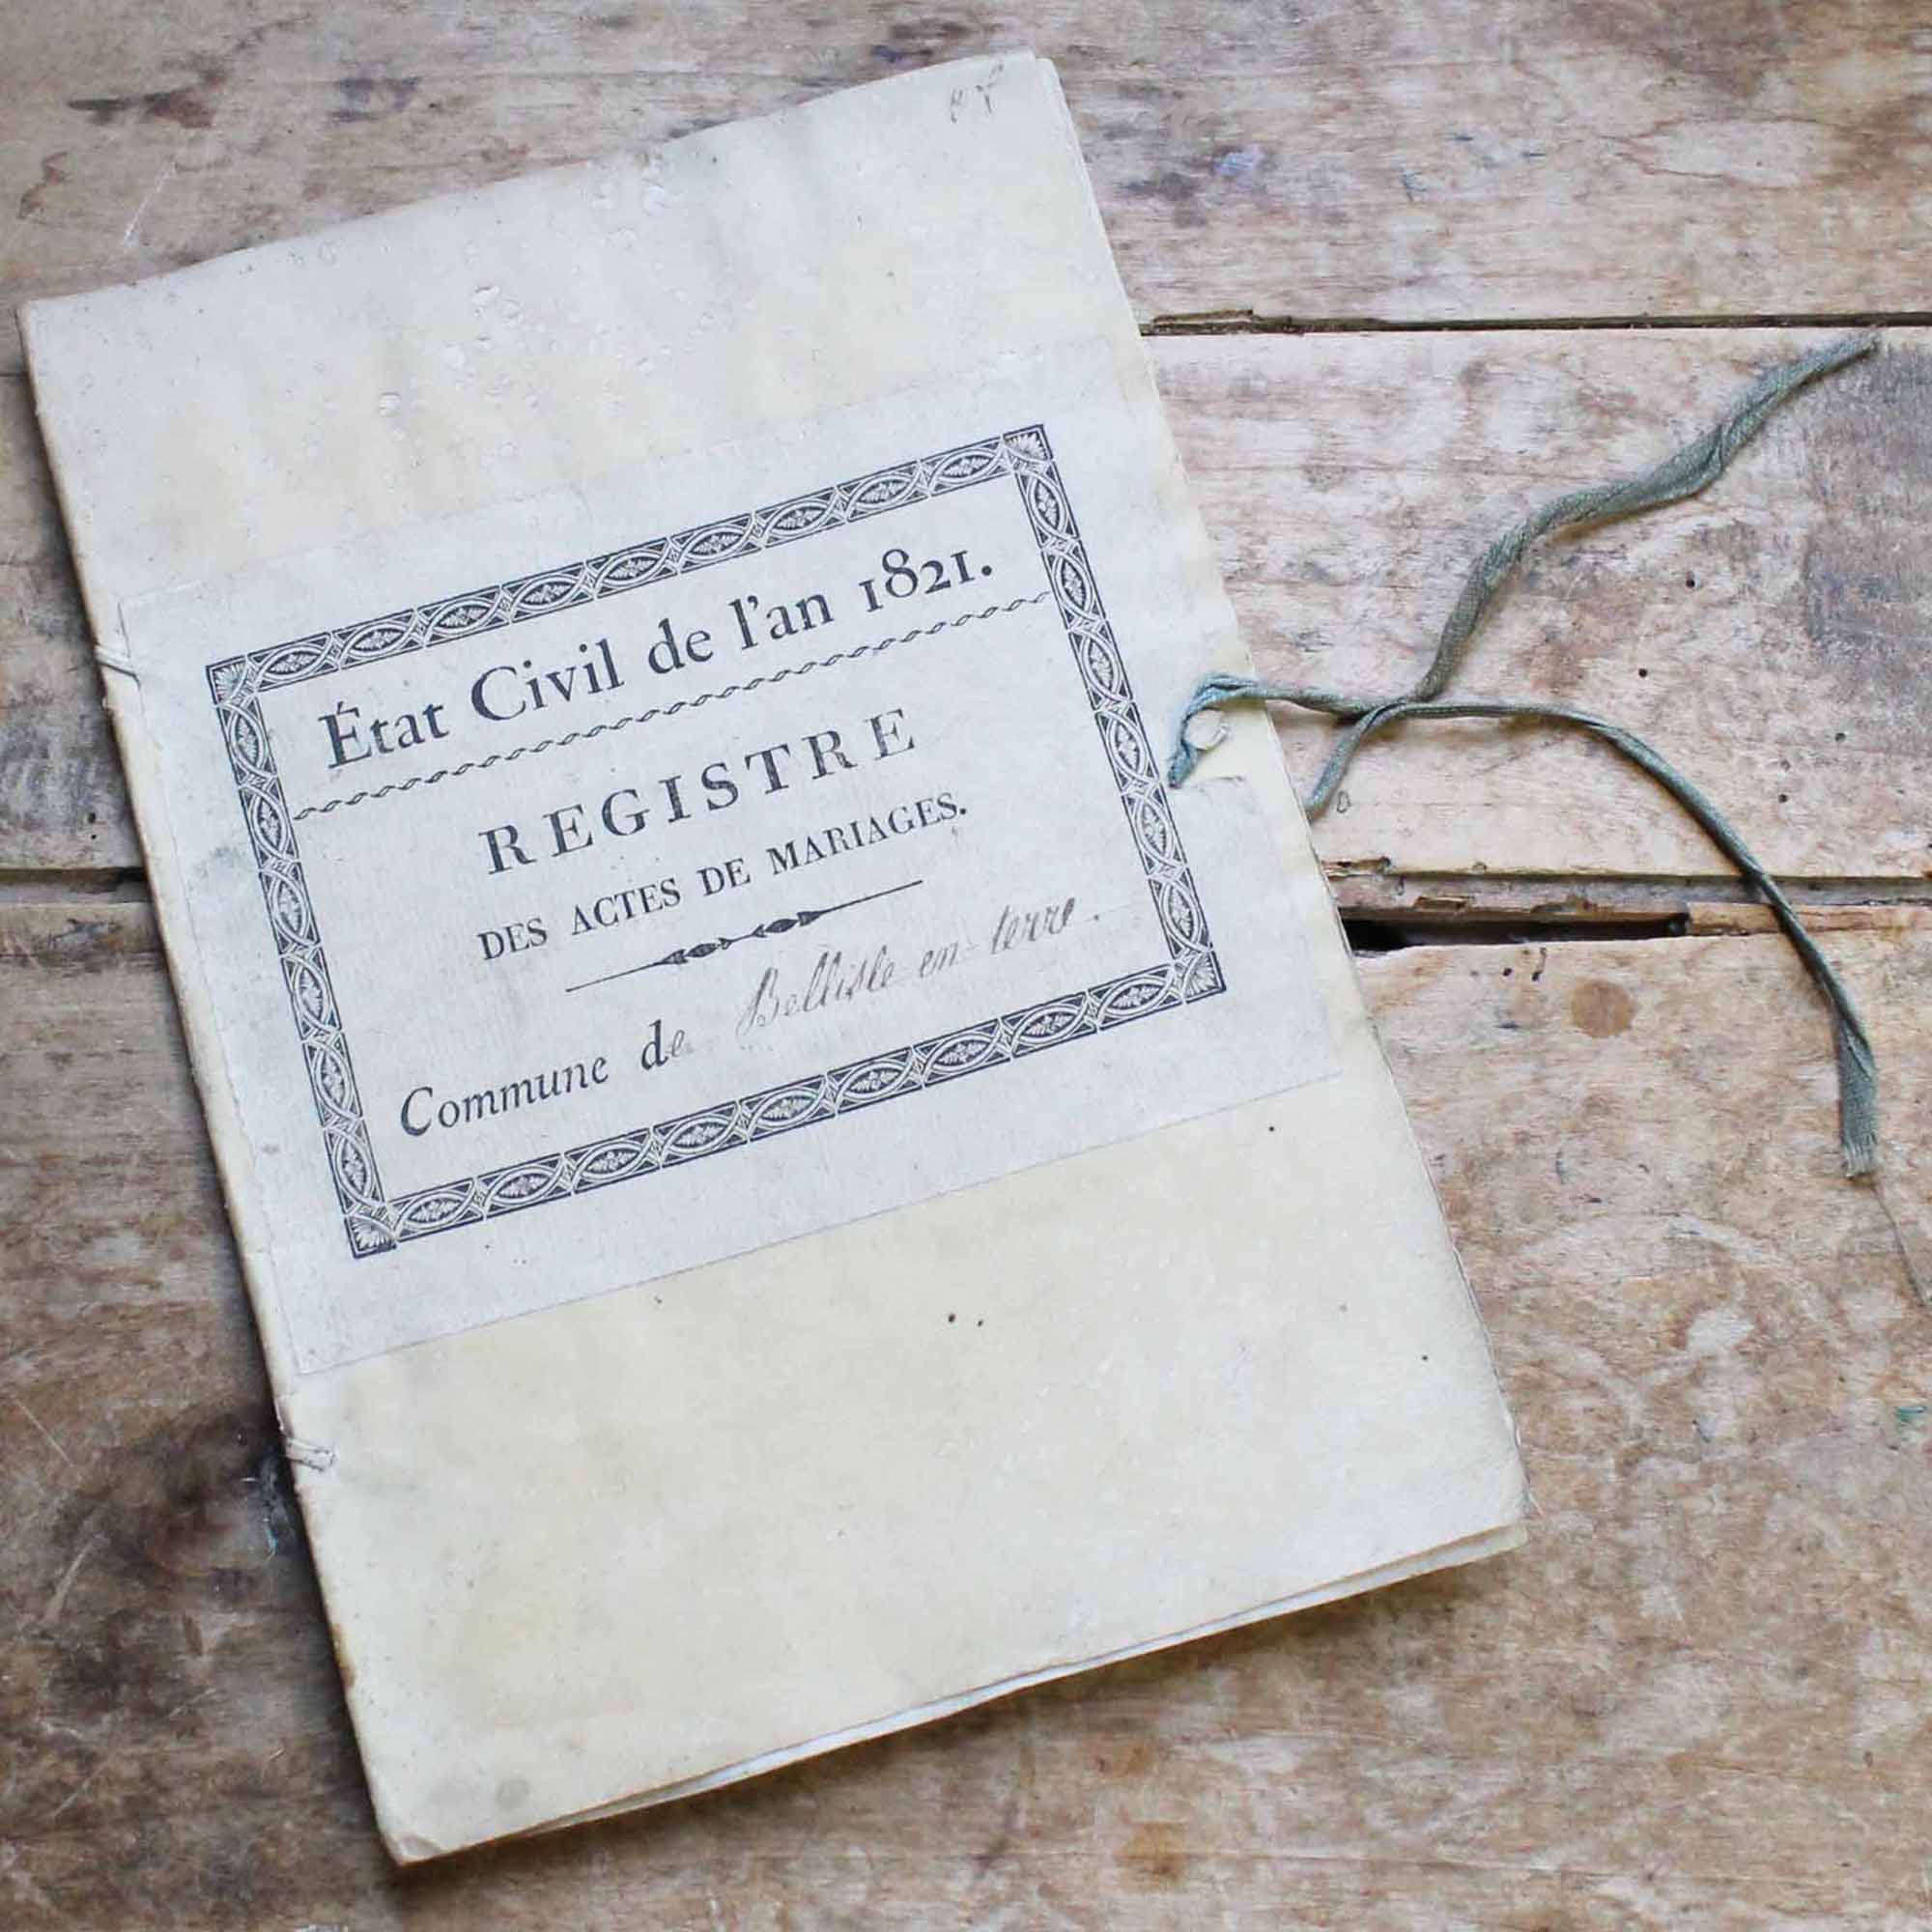 État Civil de l'an 1821.
REGISTRE
DES ACTES DE MARIAGES.
Commune de Bellisle en-terre.